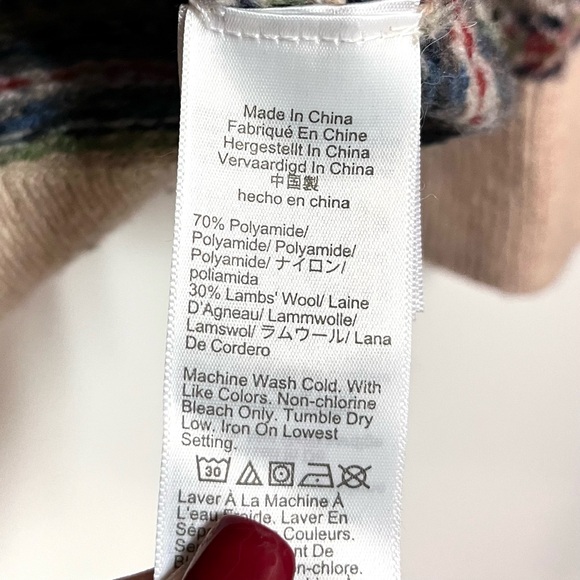 Made In China
Fabriqué En Chine
Hergestellt In China
Vervaardigd In China
中国製
hecho en china
70% Polyamide/
Polyamide/ Polyamide/
Polyamide/ ナイロン/
poliamida
30% Lambs' Wool/ Laine
D'Agneau/ Lammwolle/
Lamswol/ ラムウール/ Lana
De Cordero
Machine Wash Cold. With
Like Colors. Non-chlorine
Bleach Only. Tumble Dry
Low. Iron On Lowest
Setting.
30
Laver À La Machine À
L'eau Froide. Laver En
Couleurs.
De